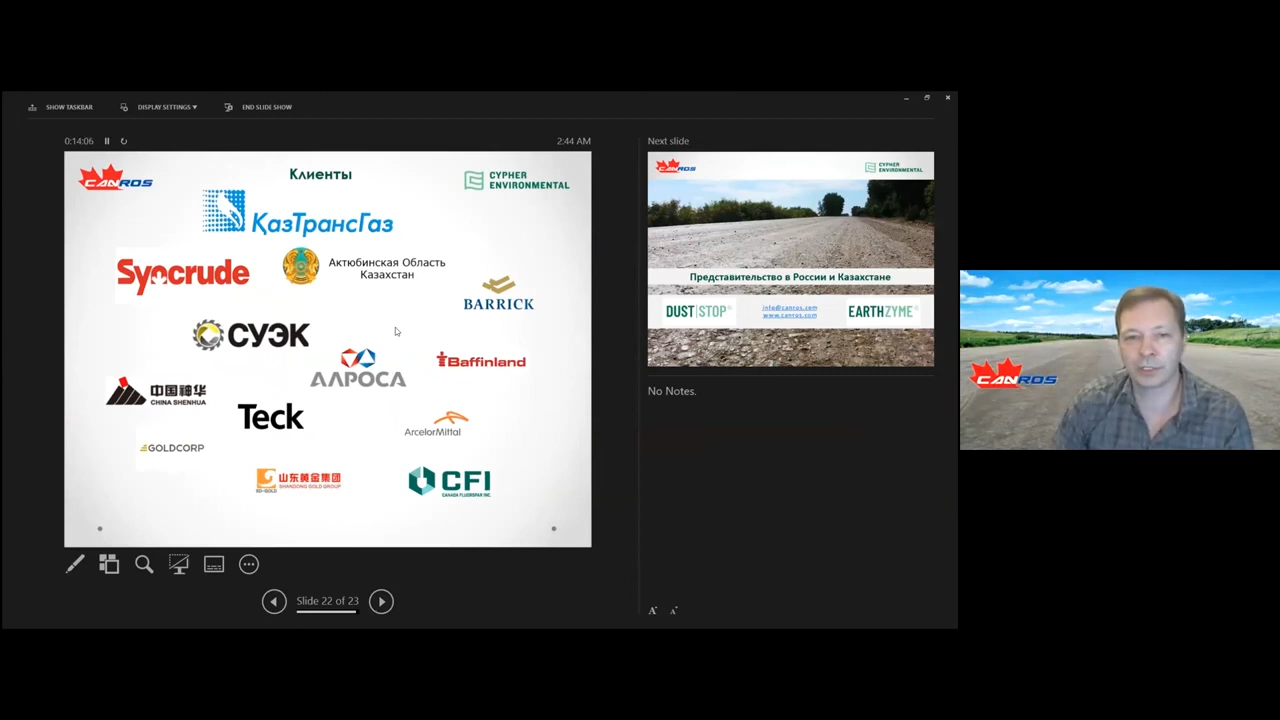 SHOW TASKBAR
DISPLAY SETTINGS ▾
END SLIDE SHOW
0:14:06
2:44 AM
CANROS
Клиенты
CYPHER
ENVIRONMENTAL
ҚазТрансГаз
Syncrude
Актюбинская Область
Казахстан
BARRICK
СУЭК
АЛРОСА
Baffinland
中国神华
CHINA SHENHUA
Teck
ArcelorMittal
GOLDCORP
SD-GOLD
山东黄金集团
SHANDONG GOLD GROUP
CFI
CANADA FLUORSPAR INC.
Slide 22 of 23
Next slide
CANROS
CYPHER
ENVIRONMENTAL
Представительство в России и Казахстане
DUST|STOP®
info@canros.com
www.canros.com
EARTHZYME®
No Notes.
A A
CANROS